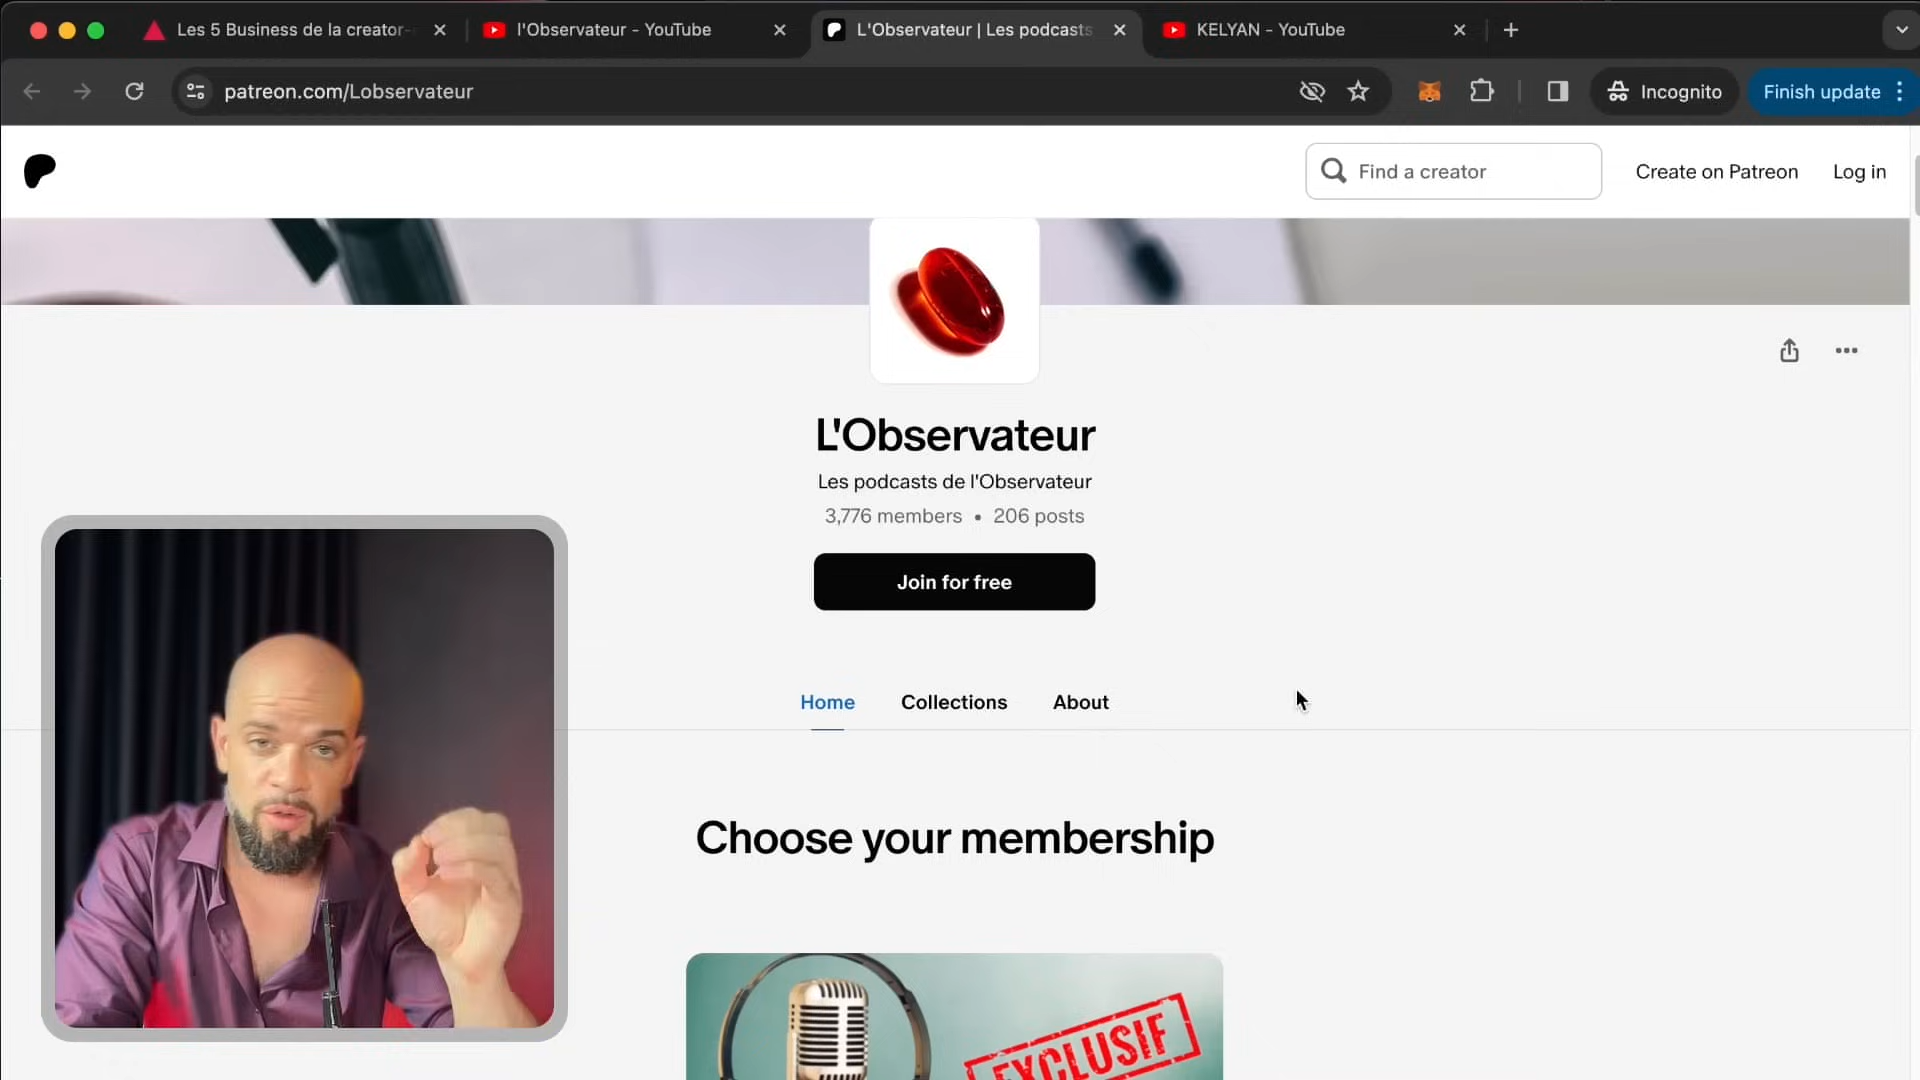 Les 5 Business de la creator-
l'Observateur - YouTube
L'Observateur | Les podcasts
KELYAN - YouTube
patreon.com/Lobservateur
Incognito
Finish update
Find a creator
Create on Patreon
Log in
L'Observateur
Les podcasts de l'Observateur
3,776 members • 206 posts
Join for free
Home
Collections
About
Choose your membership
EXCLUSIF